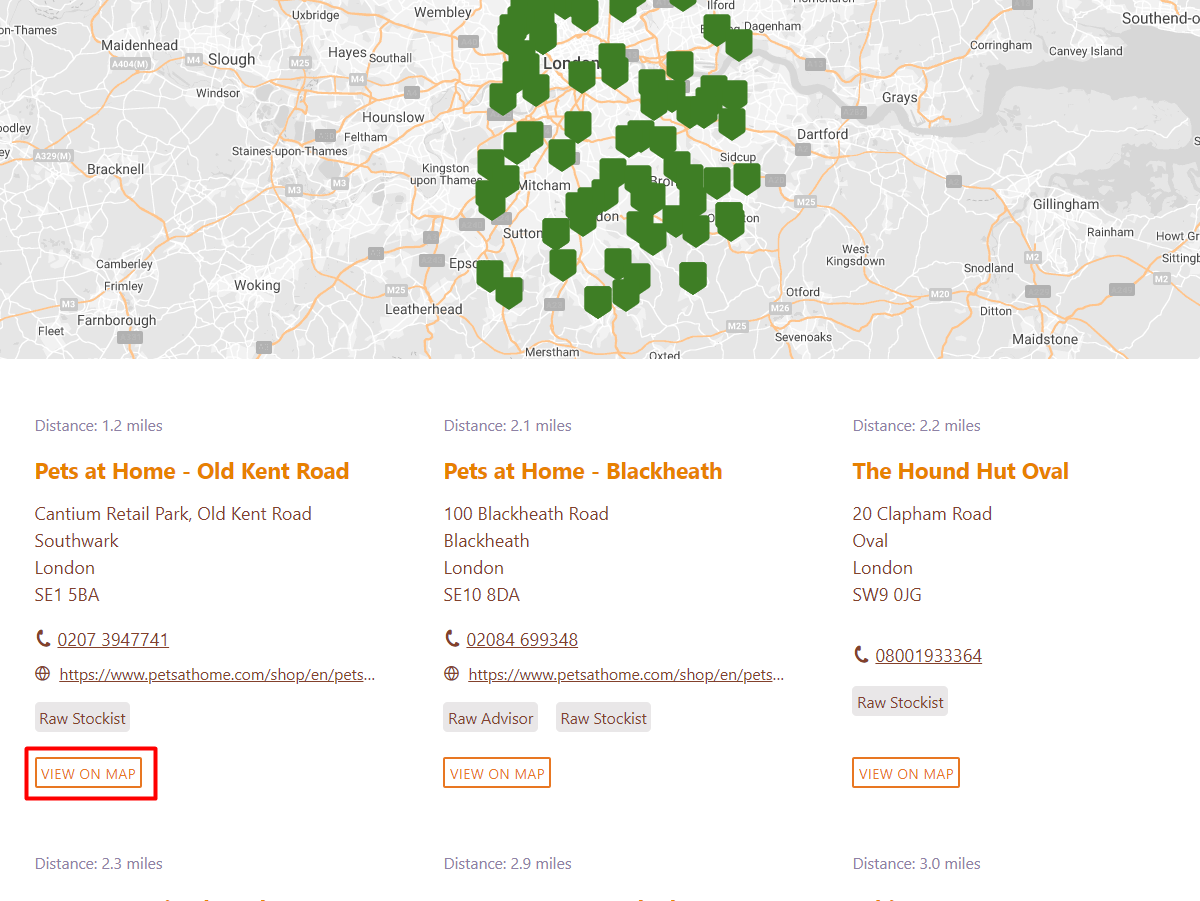 Uxbridge
Wembley
Ilford
Dagenham
Southend-o
n-Thames
Maidenhead
A404(M)
M4
Slough
M25
Hayes
Southall
London
Corringham
Canvey Island
M4
Windsor
Grays
Hounslow
odley
Feltham
Dartford
ey
A329(M)
Staines-upon-Thames
Sidcup
Bracknell
Kingston
upon Thames
M3
M3
Mitcham
Bro
M25
Gillingham
don
on
Sutton
Rainham
Howt Gr
West
Kingsdown
M2
Sittingb
Camberley
Epso
Snodland
M2
Frimley
Woking
M25
Otford
M20
M3
Leatherhead
M26
Ditton
Farnborough
Fleet
M25
Sevenoaks
Maidstone
Merstham
Oxted
Distance: 1.2 miles
Pets at Home - Old Kent Road
Cantium Retail Park, Old Kent Road
Southwark
London
SE1 5BA
0207 3947741
https://www.petsathome.com/shop/en/pets...
Raw Stockist
VIEW ON MAP
Distance: 2.1 miles
Pets at Home - Blackheath
100 Blackheath Road
Blackheath
London
SE10 8DA
02084 699348
https://www.petsathome.com/shop/en/pets...
Raw Advisor
Raw Stockist
VIEW ON MAP
Distance: 2.2 miles
The Hound Hut Oval
20 Clapham Road
Oval
London
SW9 0JG
08001933364
Raw Stockist
VIEW ON MAP
Distance: 2.3 miles
Distance: 2.9 miles
Distance: 3.0 miles